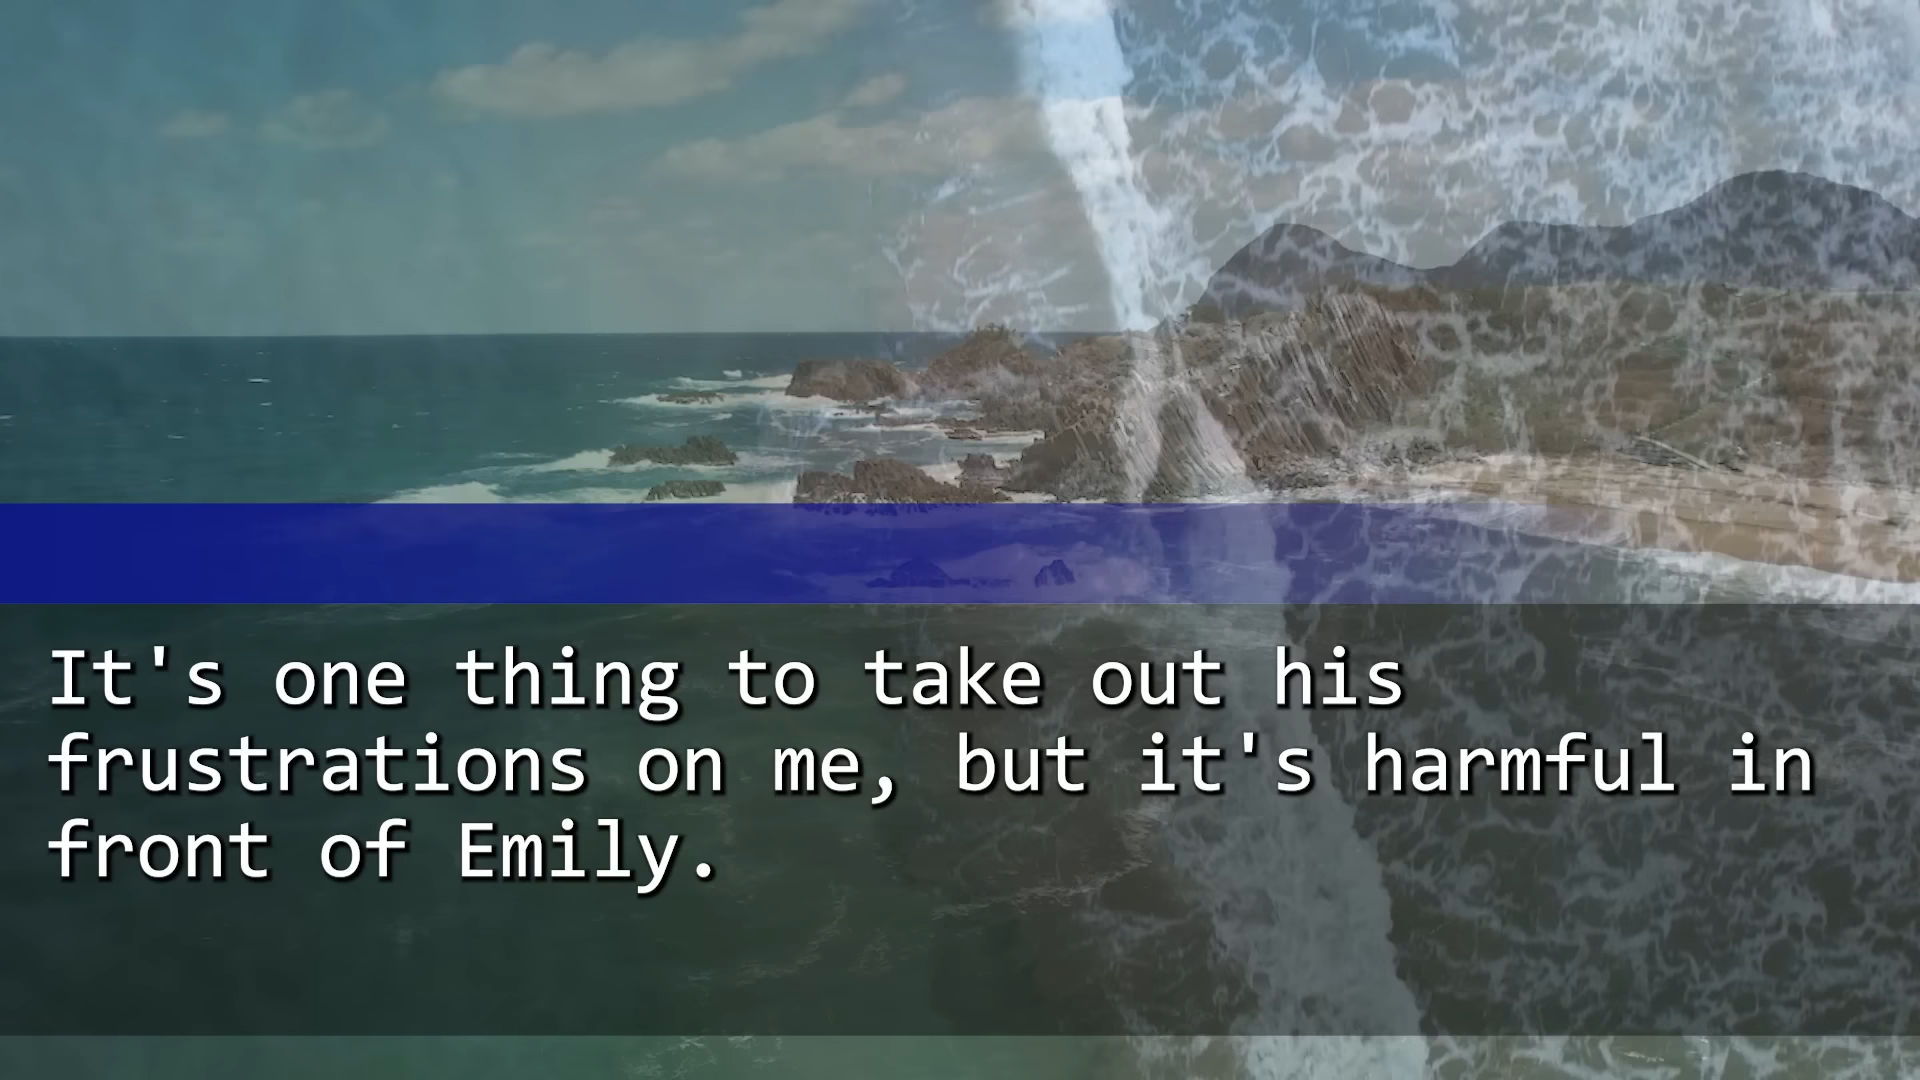 It's one thing to take out his
frustrations on me, but it's harmful in
front of Emily.